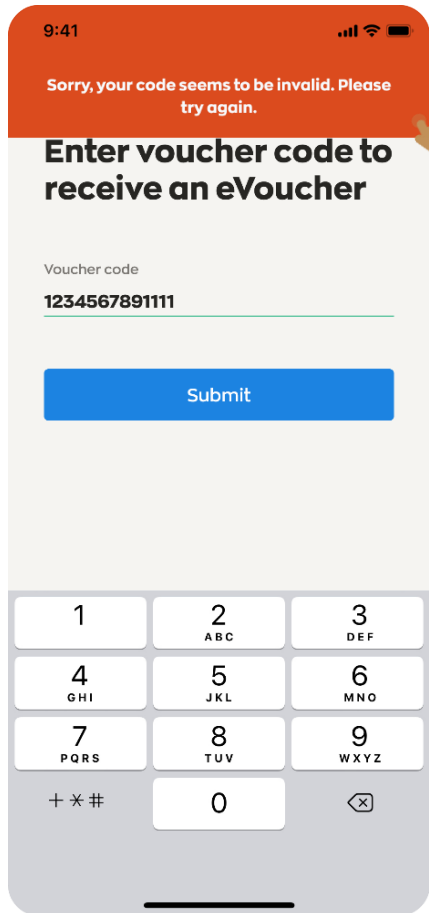 9:41
Sorry, your code seems to be invalid. Please
try again.
Enter voucher code to
receive an eVoucher
Voucher code
1234567891111
Submit
1
2
ABC
3
DEF
4
GHI
5
JKL
6
MNO
7
PQRS
8
TUV
9
WXYZ
+*#
0